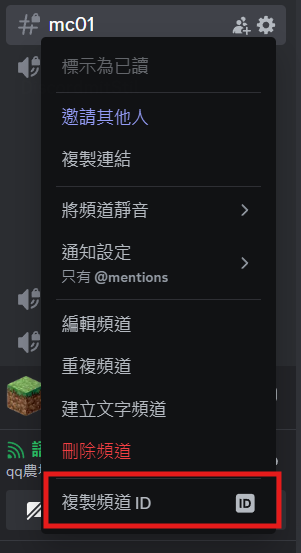 mc01
標示為已讀
邀請其他人
複製連結
將頻道靜音
通知設定
只有 @mentions
編輯頻道
重複頻道
建立文字頻道
刪除頻道
qq農
複製頻道 ID
ID